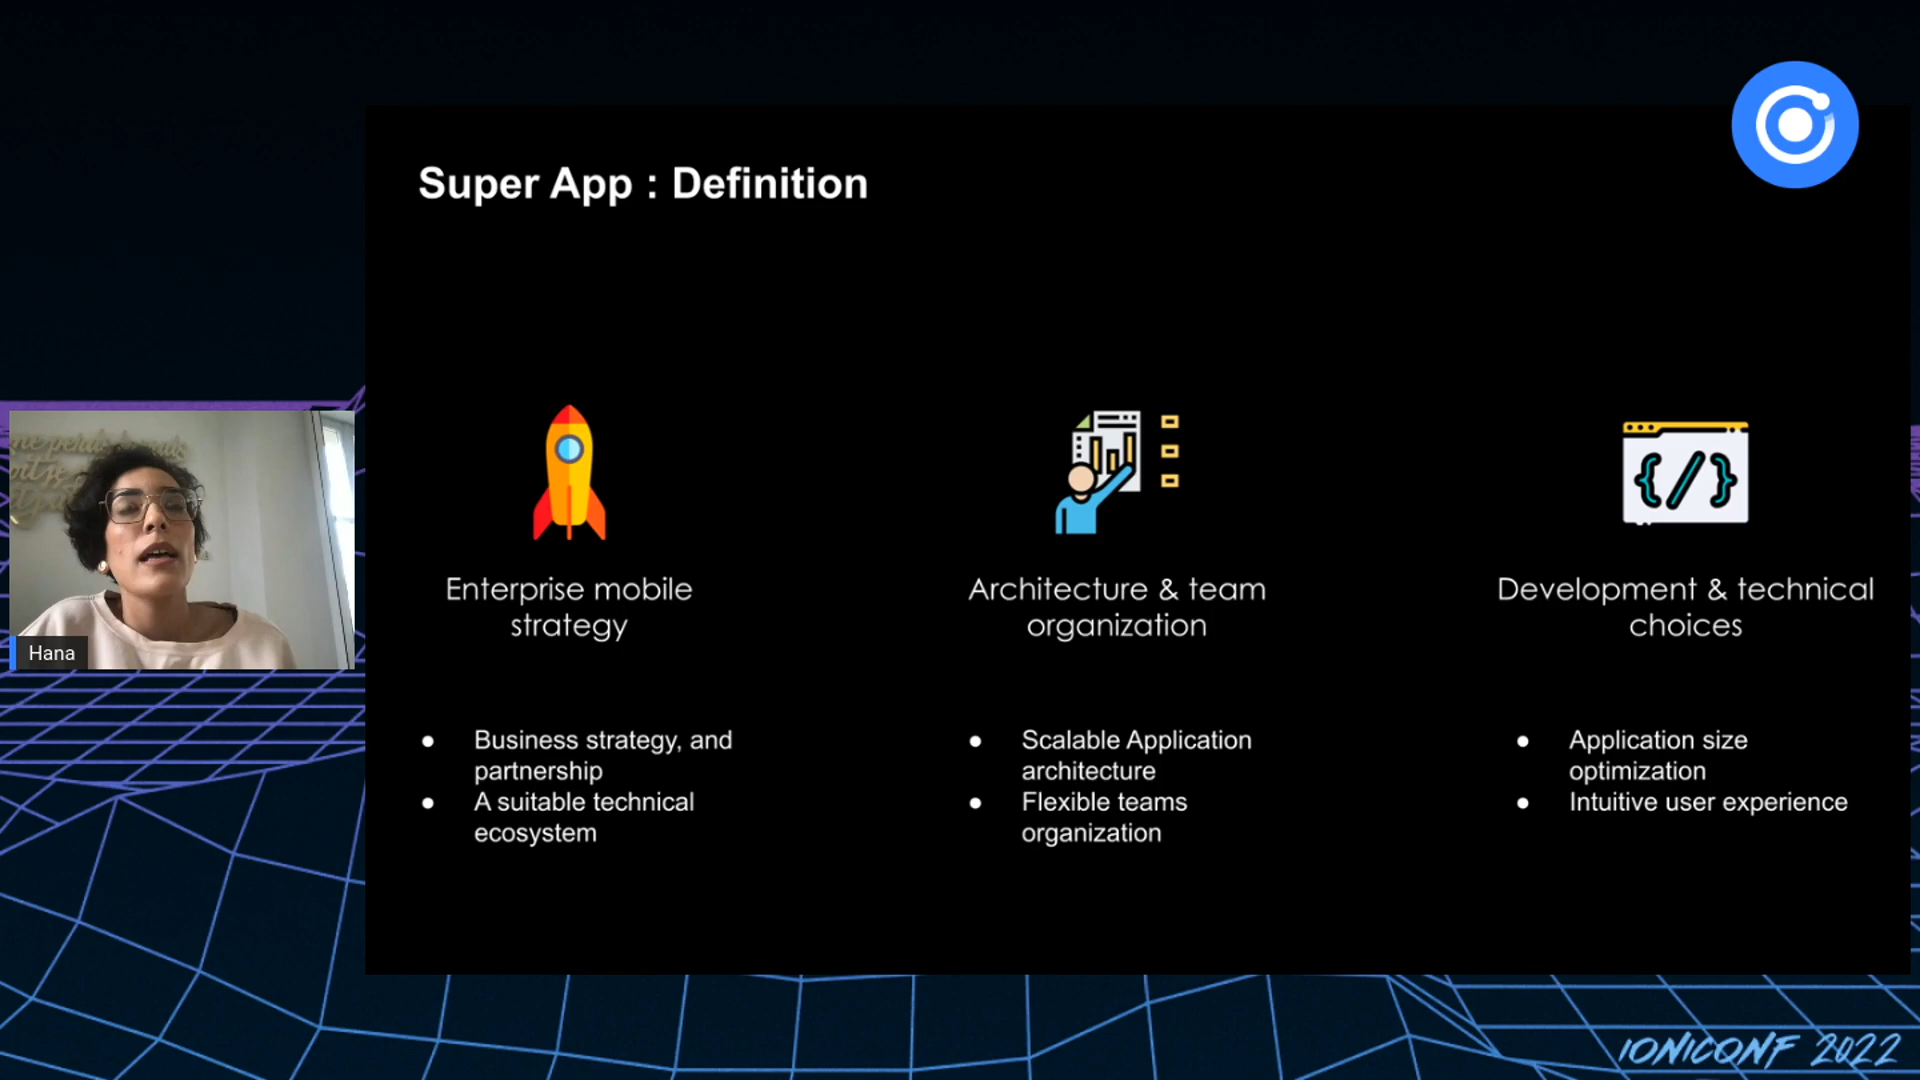 Super App : Definition
Enterprise mobile
strategy
● Business strategy, and
partnership
● A suitable technical
ecosystem
Architecture & team
organization
● Scalable Application
architecture
● Flexible teams
organization
Development & technical
choices
● Application size
optimization
● Intuitive user experience
Hana
IONICONF 2022